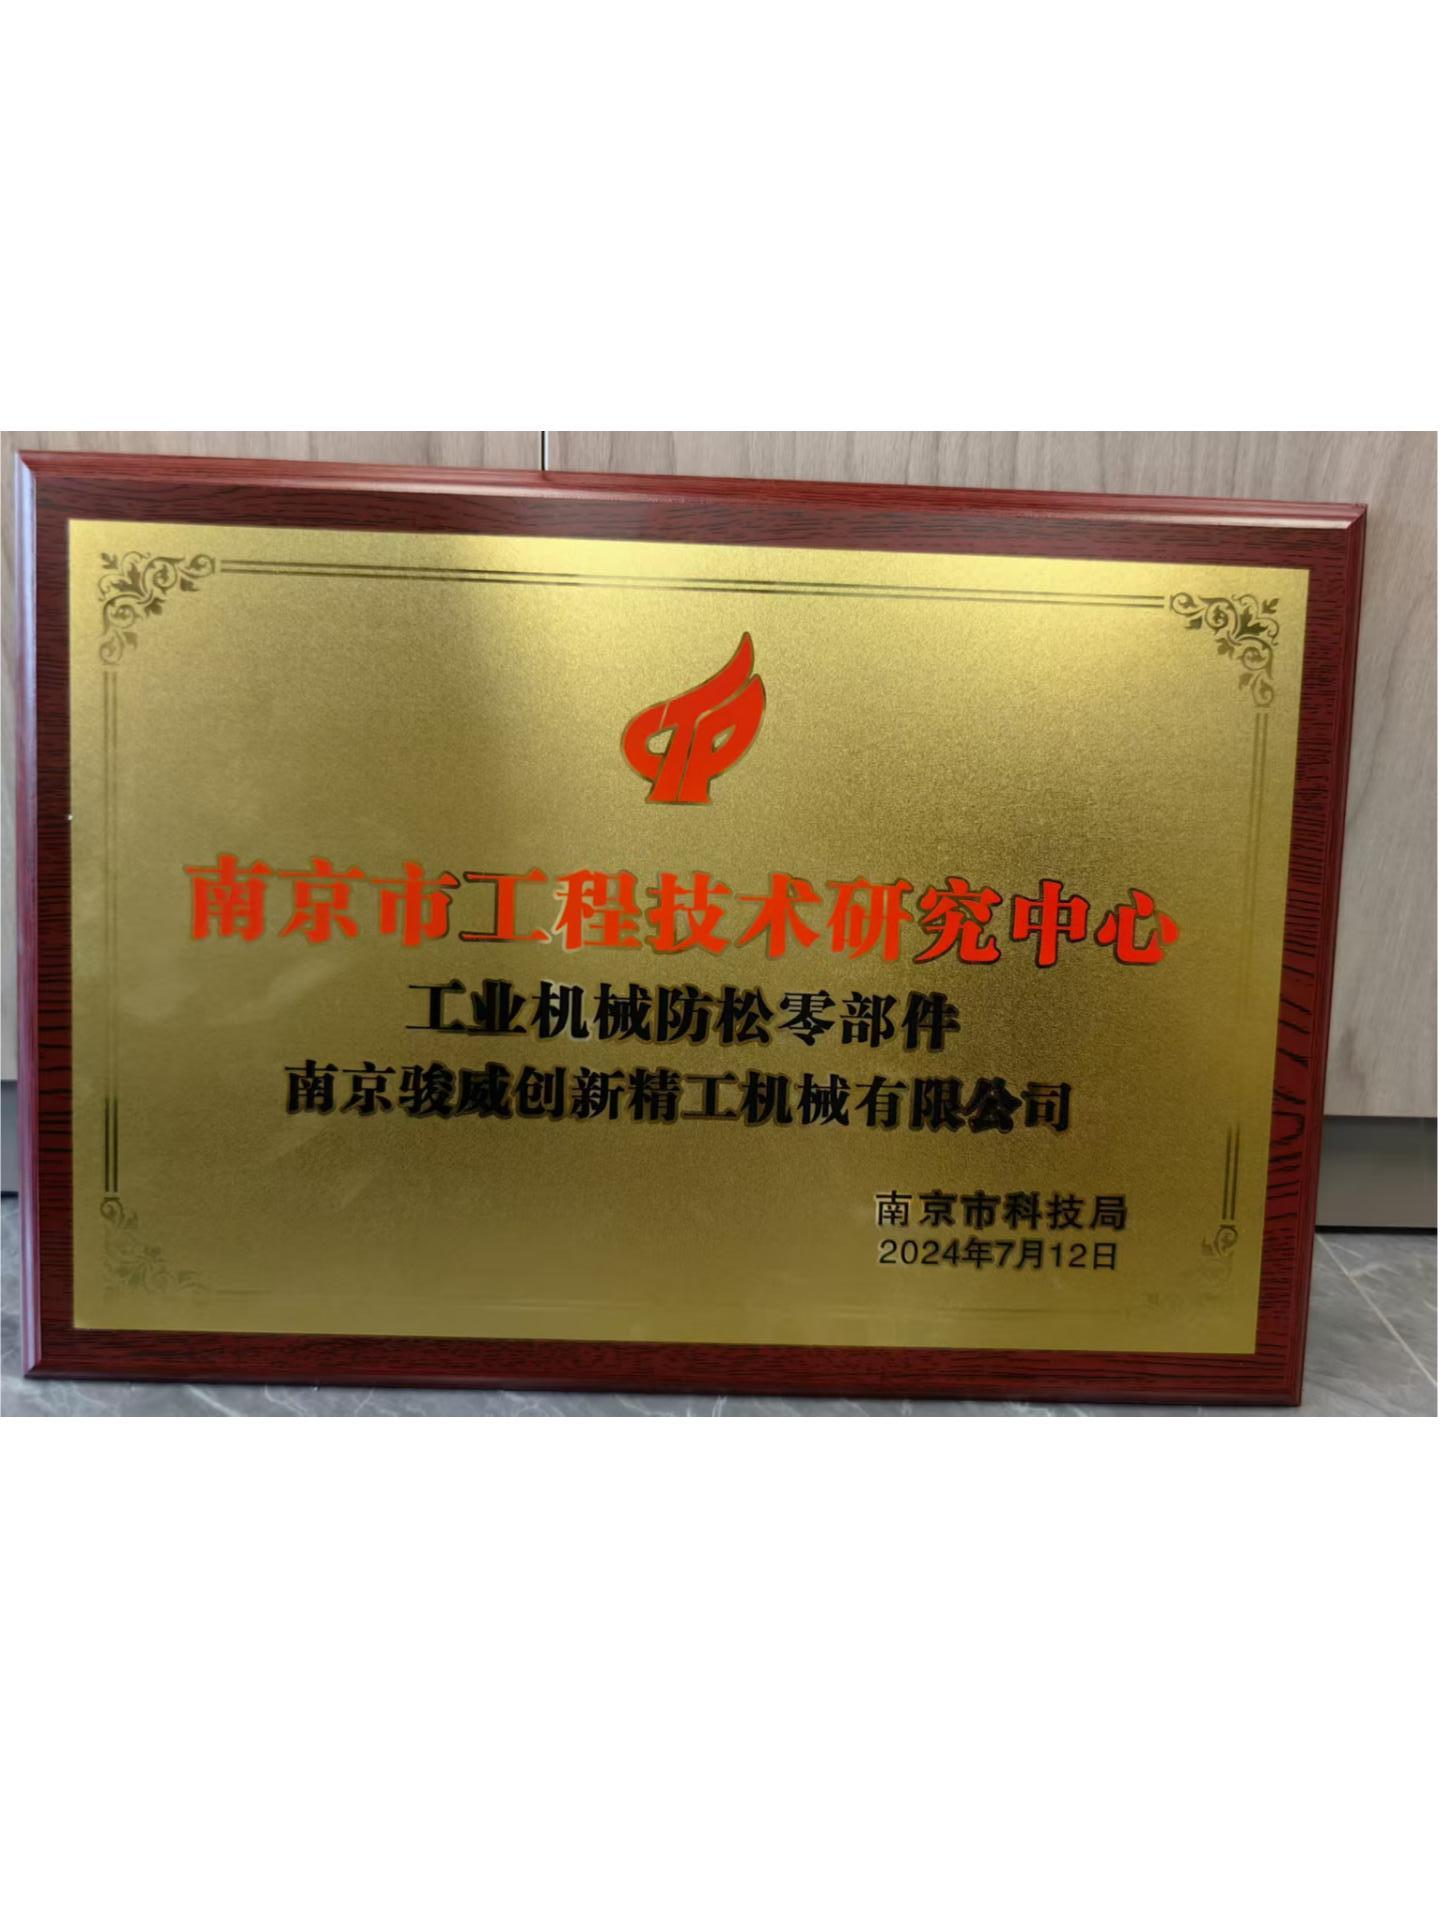 南京市工程技术研究中心
工业机械防松零部件
南京骏威创新精工机械有限公司
南京市科技局
2024年7月12日